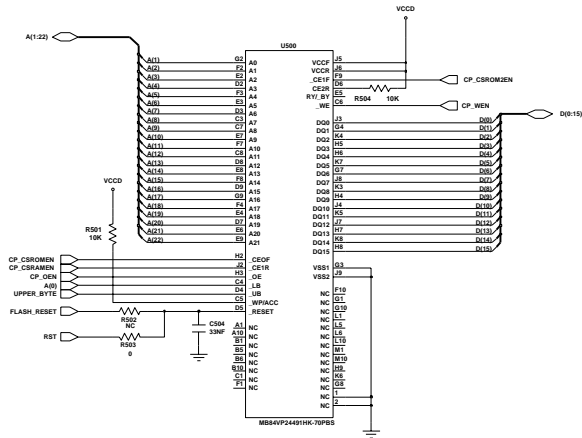 VCCD
U500
A(1:22)
A(1) G2 A0
A(2) F2 A1
A(3) E2 A2
A(4) D2 A3
A(5) F3 A4
A(6) E3 A5
A(7) D3 A6
A(8) C3 A7
A(9) C7 A8
A(10) E7 A9
A(11) F7 A10
A(12) C8 A11
A(13) D8 A12
A(14) E8 A13
A(15) F8 A14
A(16) D9 A15
A(17) G9 A16
A(18) F4 A17
A(19) E4 A18
A(20) D7 A19
A(21) E6 A20
A(22) E9 A21
VCCF J5
VCCR J6
_CE1F F9
CE2R D6
RY/_BY E5
_WE C6
CP_CSROM2EN
R504 10K
CP_WEN
DQ0 J3 D(0)
DQ1 G4 D(1)
DQ2 K4 D(2)
DQ3 H5 D(3)
DQ4 H6 D(4)
DQ5 K7 D(5)
DQ6 G7 D(6)
DQ7 J8 D(7)
DQ8 K3 D(8)
DQ9 H4 D(9)
DQ10 J4 D(10)
DQ11 K5 D(11)
DQ12 J7 D(12)
DQ13 H7 D(13)
DQ14 K8 D(14)
DQ15 H8 D(15)
D(0:15)
VCCD
R501
10K
CP_CSROMEN H2 _CEOF
CP_CSRAMEN J2 _CE1R
CP_OEN H3 _OE
A(0) C4 _LB
UPPER_BYTE D4 _UB
C5 WP/ACC
FLASH_RESET D5 _RESET
R502
NC
RST
R503
0
C504
33NF
A1 NC
A10 NC
B1 NC
B5 NC
B6 NC
B10 NC
C1 NC
F1 NC
VSS1 G3
VSS2 J9
NC F10
NC G1
NC G10
NC L1
NC L5
NC L6
NC L10
NC M1
NC M10
NC H9
NC K6
NC G8
NC 1
NC 2
MB84VP24491HK-70PBS